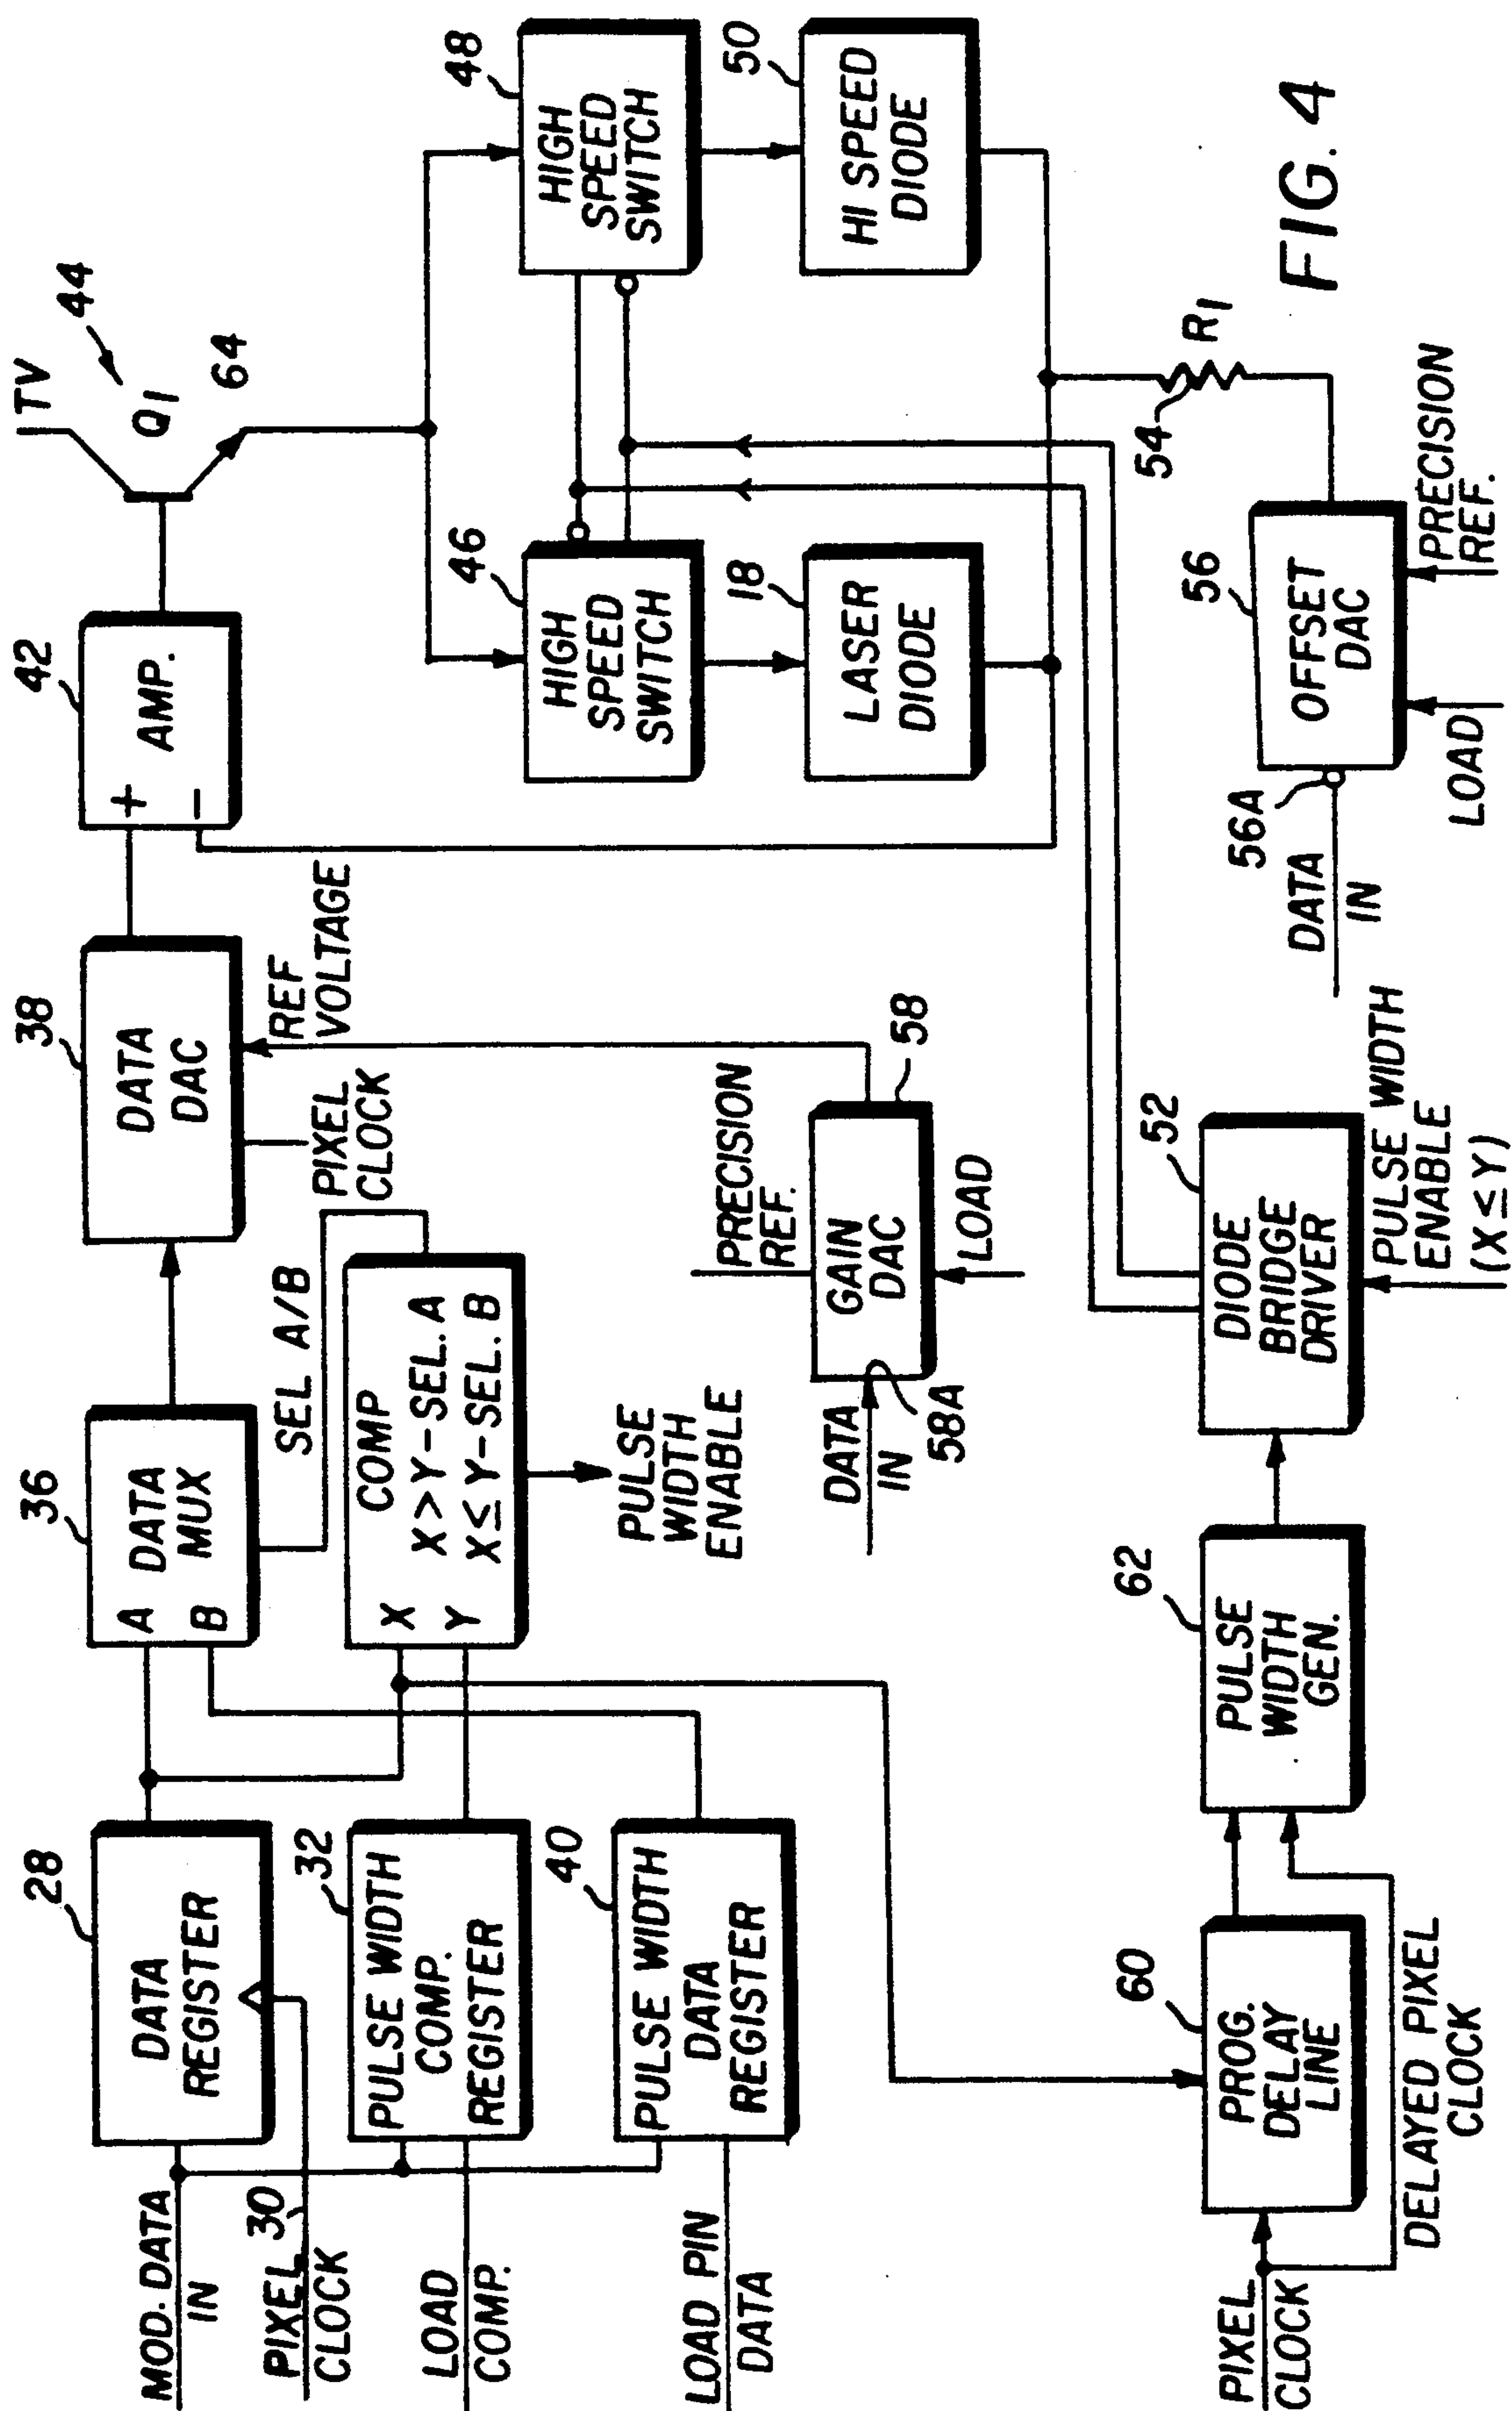 28
DATA
REGISTER
MOD. DATA
IN
30
PIXEL
CLOCK
32
PULSE WIDTH
COMP.
REGISTER
LOAD
COMP.
40
PULSE WIDTH
DATA
REGISTER
LOAD PIN
DATA
36
A DATA
B MUX
SEL A/B
COMP
X X>Y-SEL. A
Y X≤Y-SEL. B
PULSE
WIDTH
ENABLE
38
DATA
DAC
PIXEL
CLOCK
REF
VOLTAGE
PRECISION
REF.
58
GAIN
DAC
LOAD
DATA
IN
58A
42
AMP.
+
-
TV
44
Q1
64
46
HIGH
SPEED
SWITCH
48
HIGH
SPEED
SWITCH
18
LASER
DIODE
50
HI SPEED
DIODE
54
R1
56
OFFSET
DAC
56A
DATA
IN
LOAD
PRECISION
REF.
60
PROG.
DELAY
LINE
PIXEL
CLOCK
DELAYED PIXEL
CLOCK
62
PULSE
WIDTH
GEN.
52
DIODE
BRIDGE
DRIVER
PULSE WIDTH
ENABLE
(X≤Y)
FIG. 4